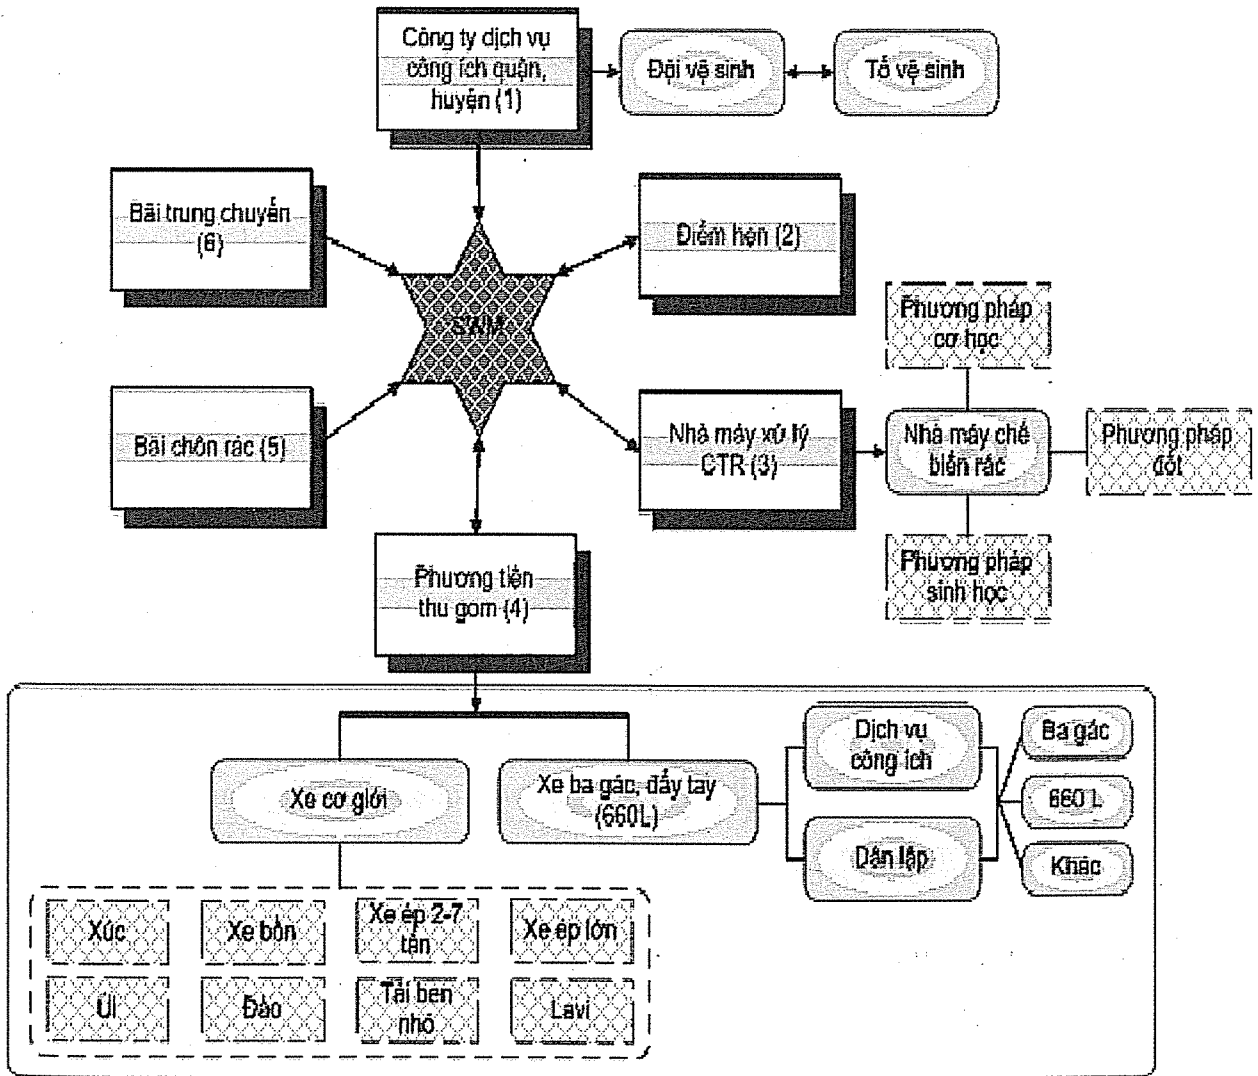 Công ty dịch vụ
công ích quận,
huyện (1)
Đội vệ sinh
Tổ vệ sinh
Bãi trung chuyển
(6)
Điểm hẹn (2)
SWM
Phương pháp
cơ học
Bãi chôn rác (5)
Nhà máy xử lý
CTR (3)
Nhà máy chế
biến rác
Phương pháp
đốt
Phương pháp
sinh học
Phương tiện
thu gom (4)
Xe cơ giới
Xe ba gác, đẩy tay
(660L)
Dịch vụ
công ích
Dân lập
Ba gác
660 L
Khác
Xúc
Xe bồn
Xe ép 2-7
tấn
Xe ép lớn
Ủi
Đào
Tải ben
nhỏ
Lavi